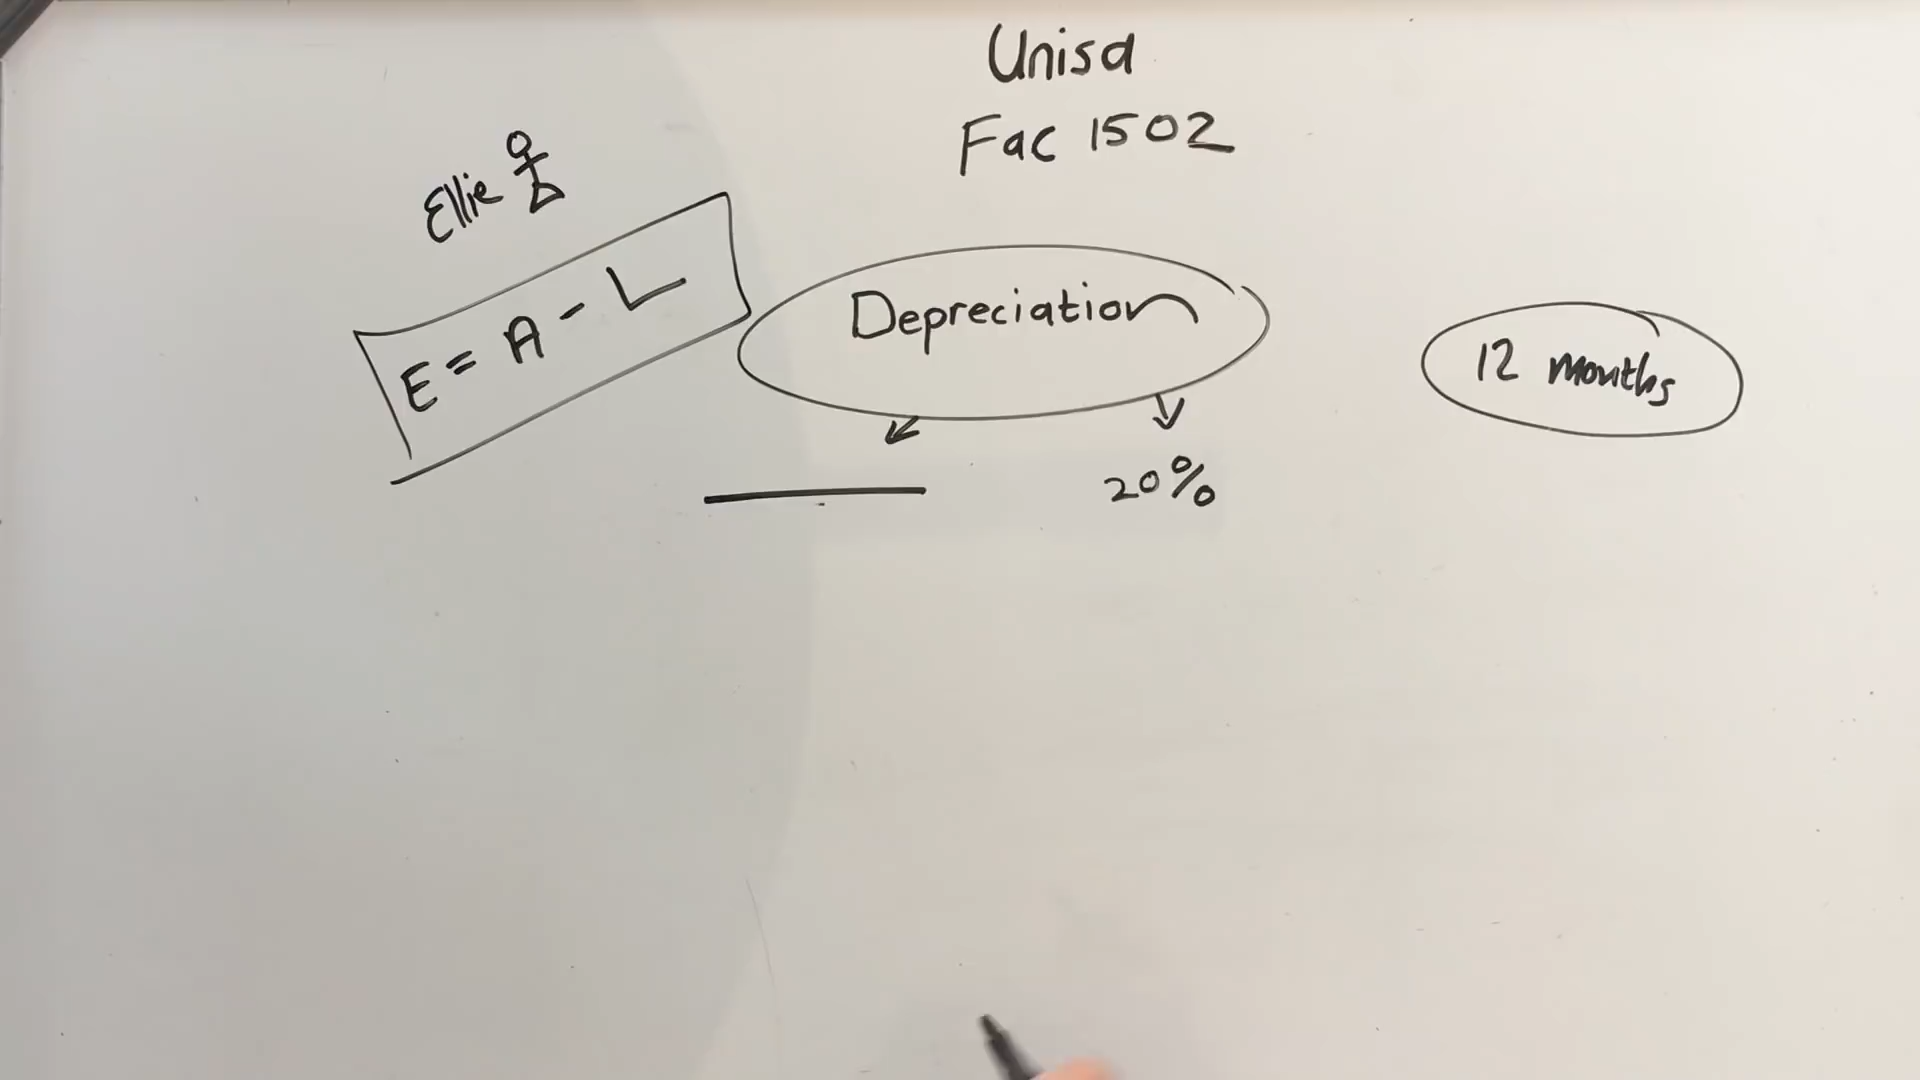 Unisa
Fac 1502
Ellie
E = A - L
Depreciation
12 months
20%